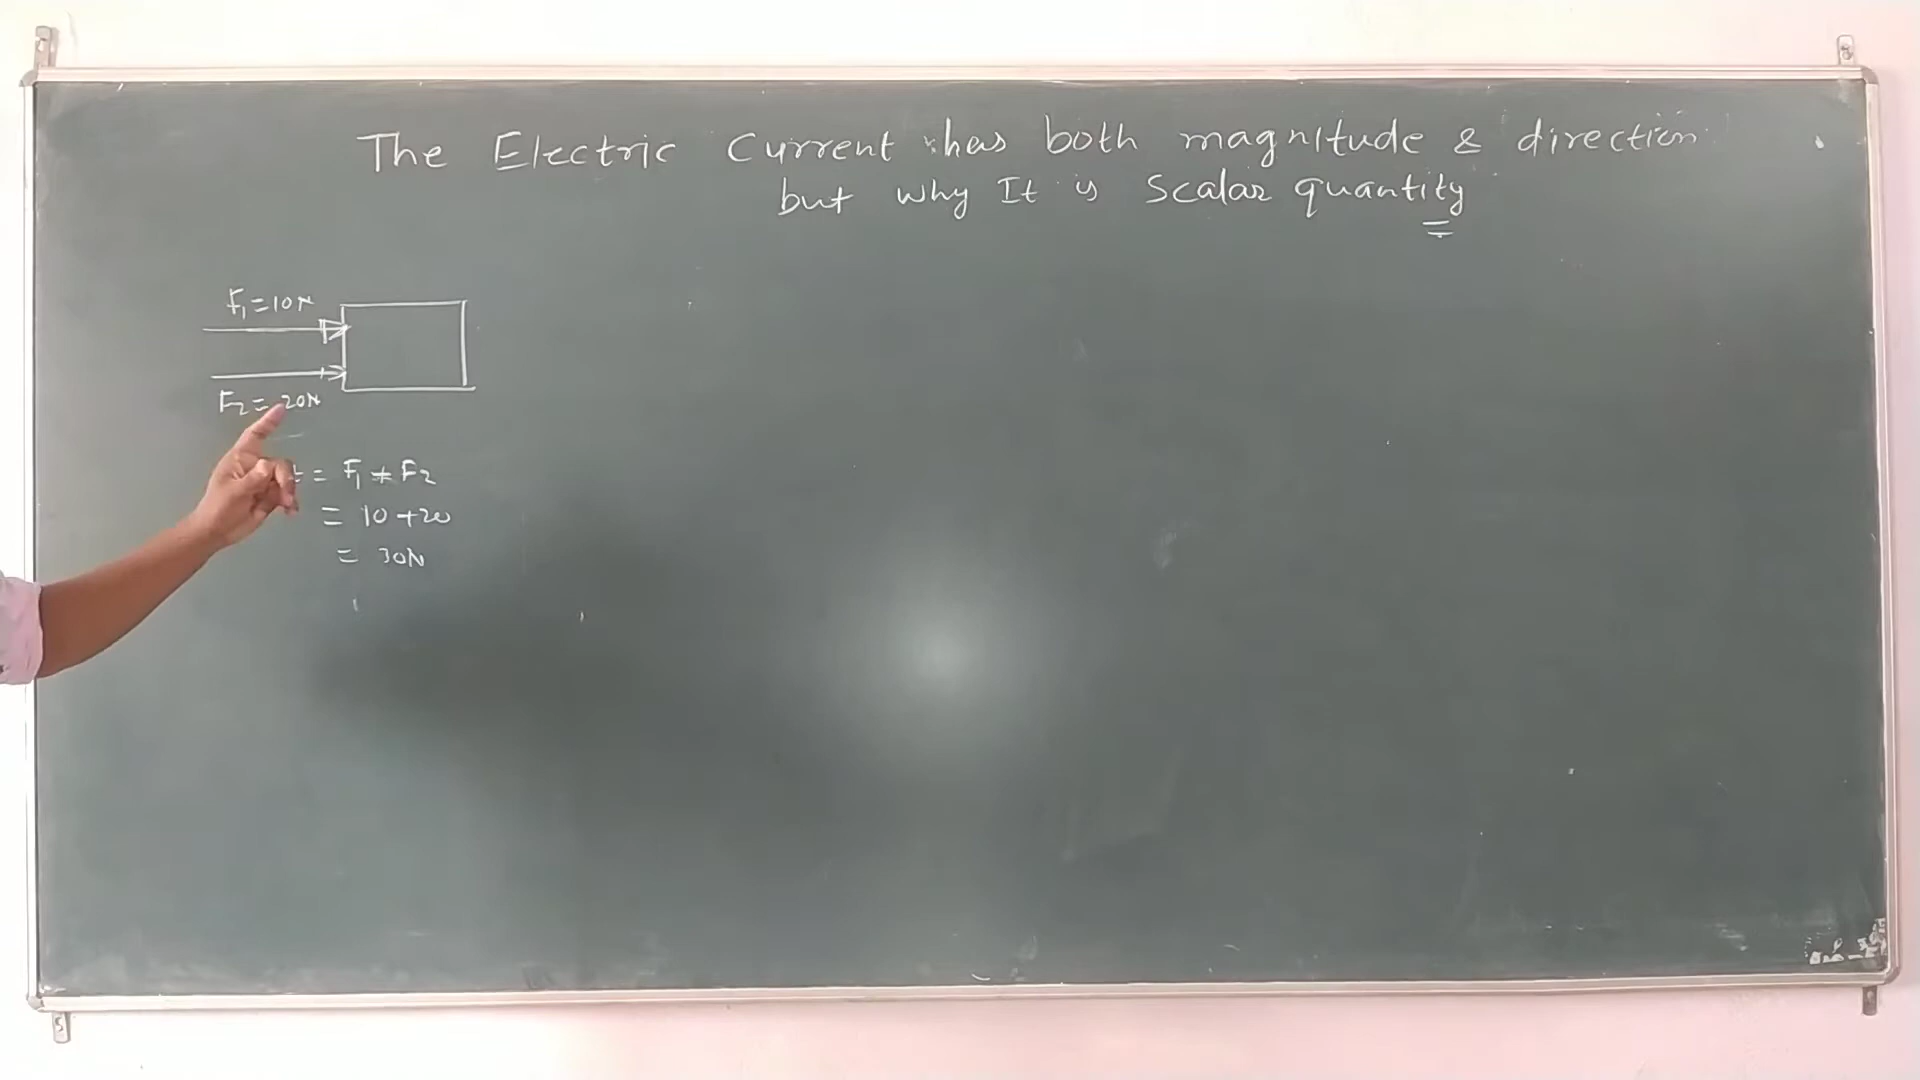 The Electric Current has both magnitude & direction
but why It is Scalar quantity
F1 = 10N
F2 = 20N
t = F1 + F2
= 10 + 20
= 30N